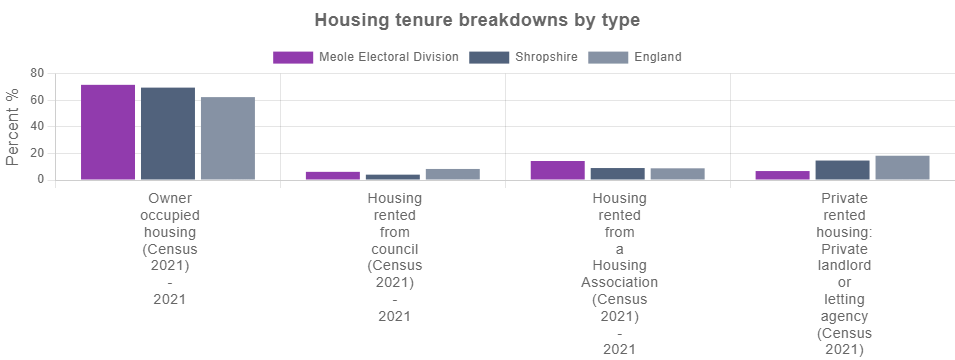 Housing tenure breakdowns by type
Meole Electoral Division Shropshire England
Percent %
80
60
40
20
0
Owner
occupied
housing
(Census
2021)
-
2021
Housing
rented
from
council
(Census
2021)
-
2021
Housing
rented
from
a
Housing
Association
(Census
2021)
-
2021
Private
rented
housing:
Private
landlord
or
letting
agency
(Census
2021)